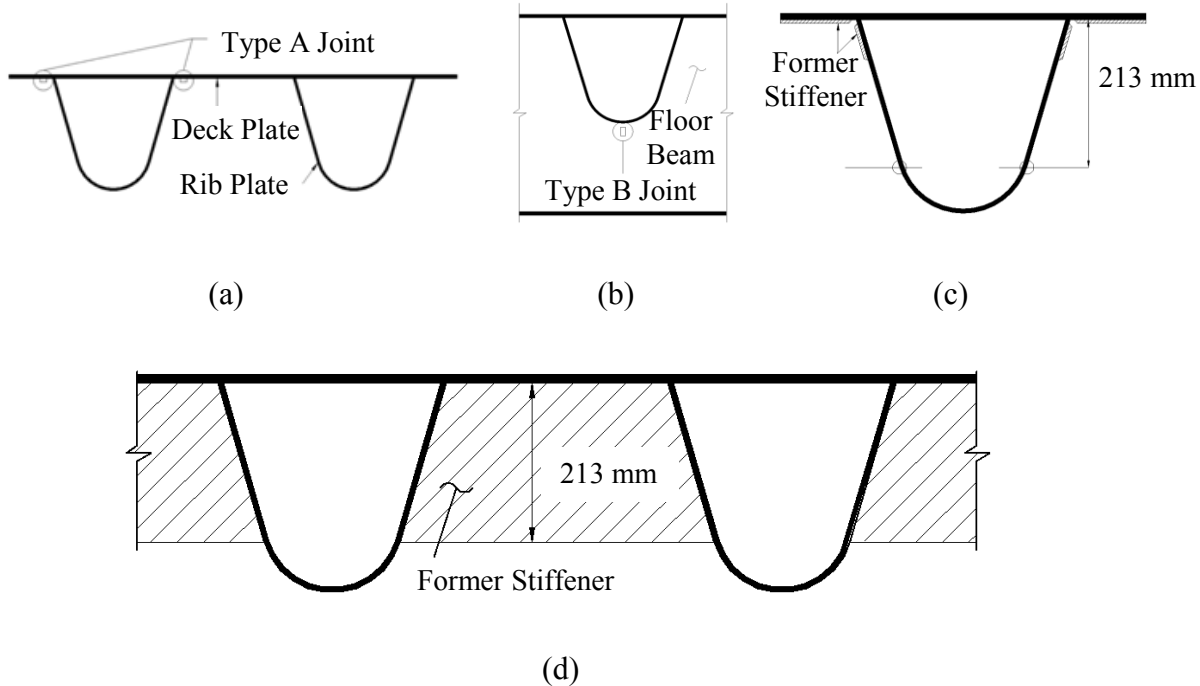 Type A Joint
Deck Plate
Rib Plate
(a)
Floor
Beam
Type B Joint
(b)
Former
Stiffener
213 mm
(c)
213 mm
Former Stiffener
(d)